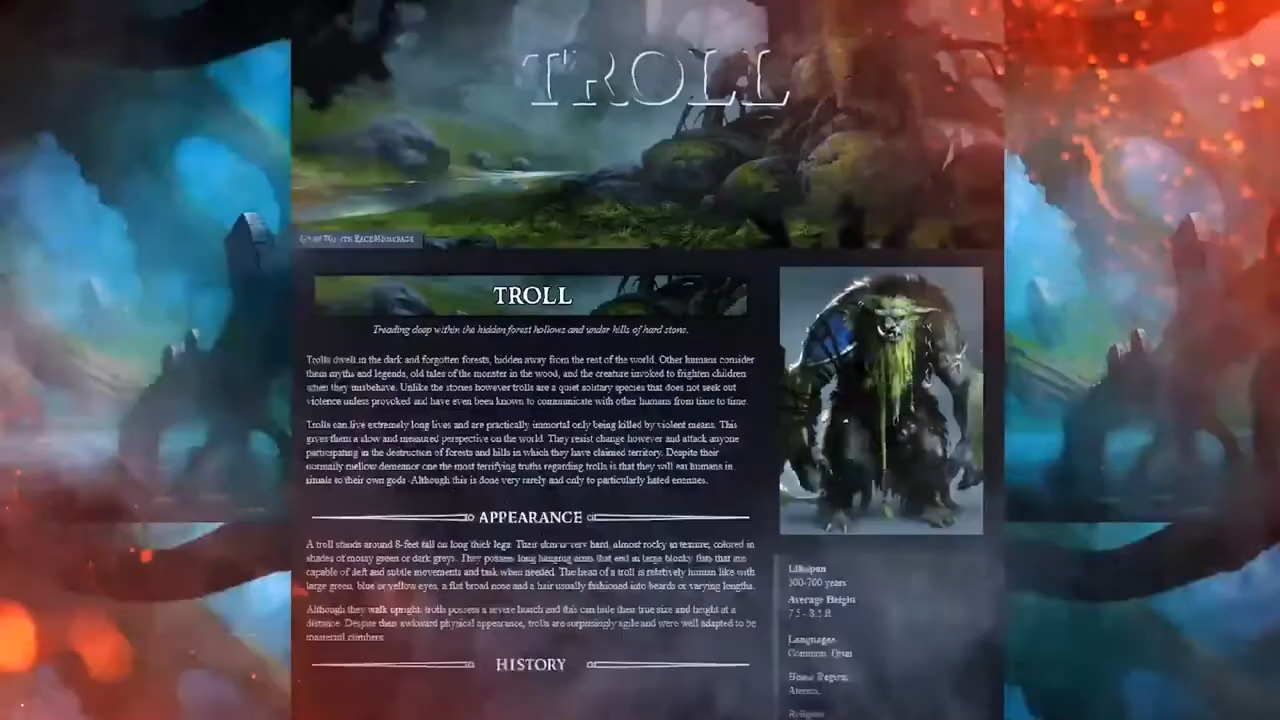 TROLL
TROLL
Treading deep within the hidden forest hollows and under hills of hard stone.
Trolls dwell in the dark and forgotten forests, hidden away from the rest of the world. Other humans consider
them myths and legends, old tales of the monster in the wood, and the creature invoked to frighten children
when they misbehave. Unlike the stories however trolls are a quiet solitary species that does not seek out
violence unless provoked and have even been known to communicate with other humans from time to time.
Trolls can live extremely long lives and are practically immortal only being killed by violent means. This
gives them a slow and measured perspective on the world. They resist change however and attack anyone
participating in the destruction of forests and hills in which they have claimed territory. Despite their
normally mellow demeanor one the most terrifying truths regarding trolls is that they will eat humans in
rituals to their own gods. Although this is done very rarely and only to particularly hated enemies.
APPEARANCE
A troll stands around 8-feet tall on long thick legs. Their skin is very hard, almost rocky in texture, colored in
shades of mossy green or dark greys. They possess long hanging arms that end in large blocky fists that are
capable of deft and subtle movements and task when needed. The head of a troll is relatively human like with
large green, blue or yellow eyes, a flat broad nose and a hair usually fashioned into beards of varying lengths.
Although they walk upright, trolls possess a severe hunch and this can hide their true size and height at a
distance. Despite their awkward physical appearance, trolls are surprisingly agile and were well adapted to be
mountain climbers.
HISTORY
Lifespan
300-700 years
Average Height
7.5 - 8.5 ft
Languages
Common,
Home Region
Religion